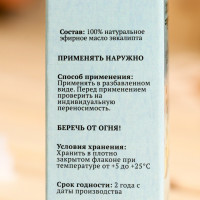 Состав: 100% натуральное
эфирное масло эвкалипта
ПРИМЕНЯТЬ НАРУЖНО
Способ применения:
Применять в разбавленном
виде. Перед применением
проверить на
индивидуальную
переносимость.
БЕРЕЧЬ ОТ ОГНЯ!
Условия хранения:
Хранить в плотно
закрытом флаконе при
температуре от +5 до +25°C
Срок годности: 2 года с
даты производства